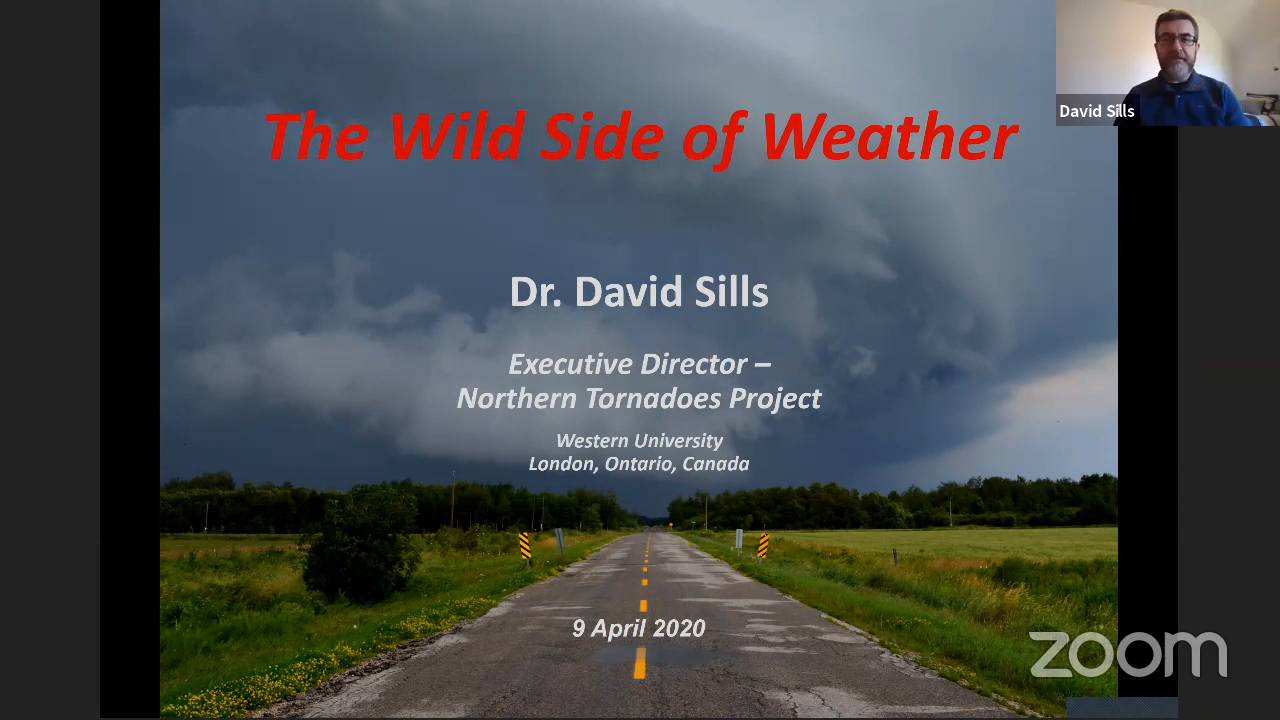 The Wild Side of Weather
David Sills
Dr. David Sills
Executive Director –
Northern Tornadoes Project
Western University
London, Ontario, Canada
9 April 2020
zoom